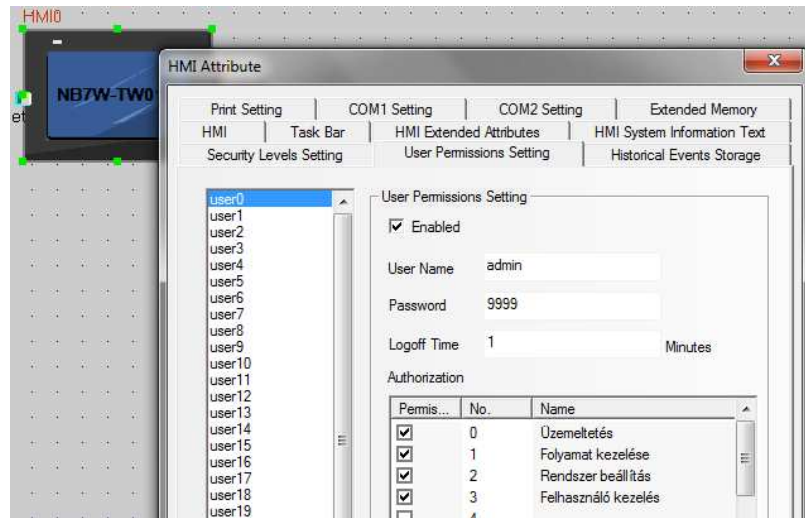 HMI0
NB7W-TW0
et
HMI Attribute
Print Setting
COM1 Setting
COM2 Setting
Extended Memory
HMI
Task Bar
HMI Extended Attributes
HMI System Information Text
Security Levels Setting
User Permissions Setting
Historical Events Storage
user0
user1
user2
user3
user4
user5
user6
user7
user8
user9
user10
user11
user12
user13
user14
user15
user16
user17
user18
user19
User Permissions Setting
Enabled
User Name admin
Password 9999
Logoff Time 1 Minutes
Authorization
Permis... No. Name
0 Üzemeltetés
1 Folyamat kezelése
2 Rendszer beállítás
3 Felhasználó kezelés